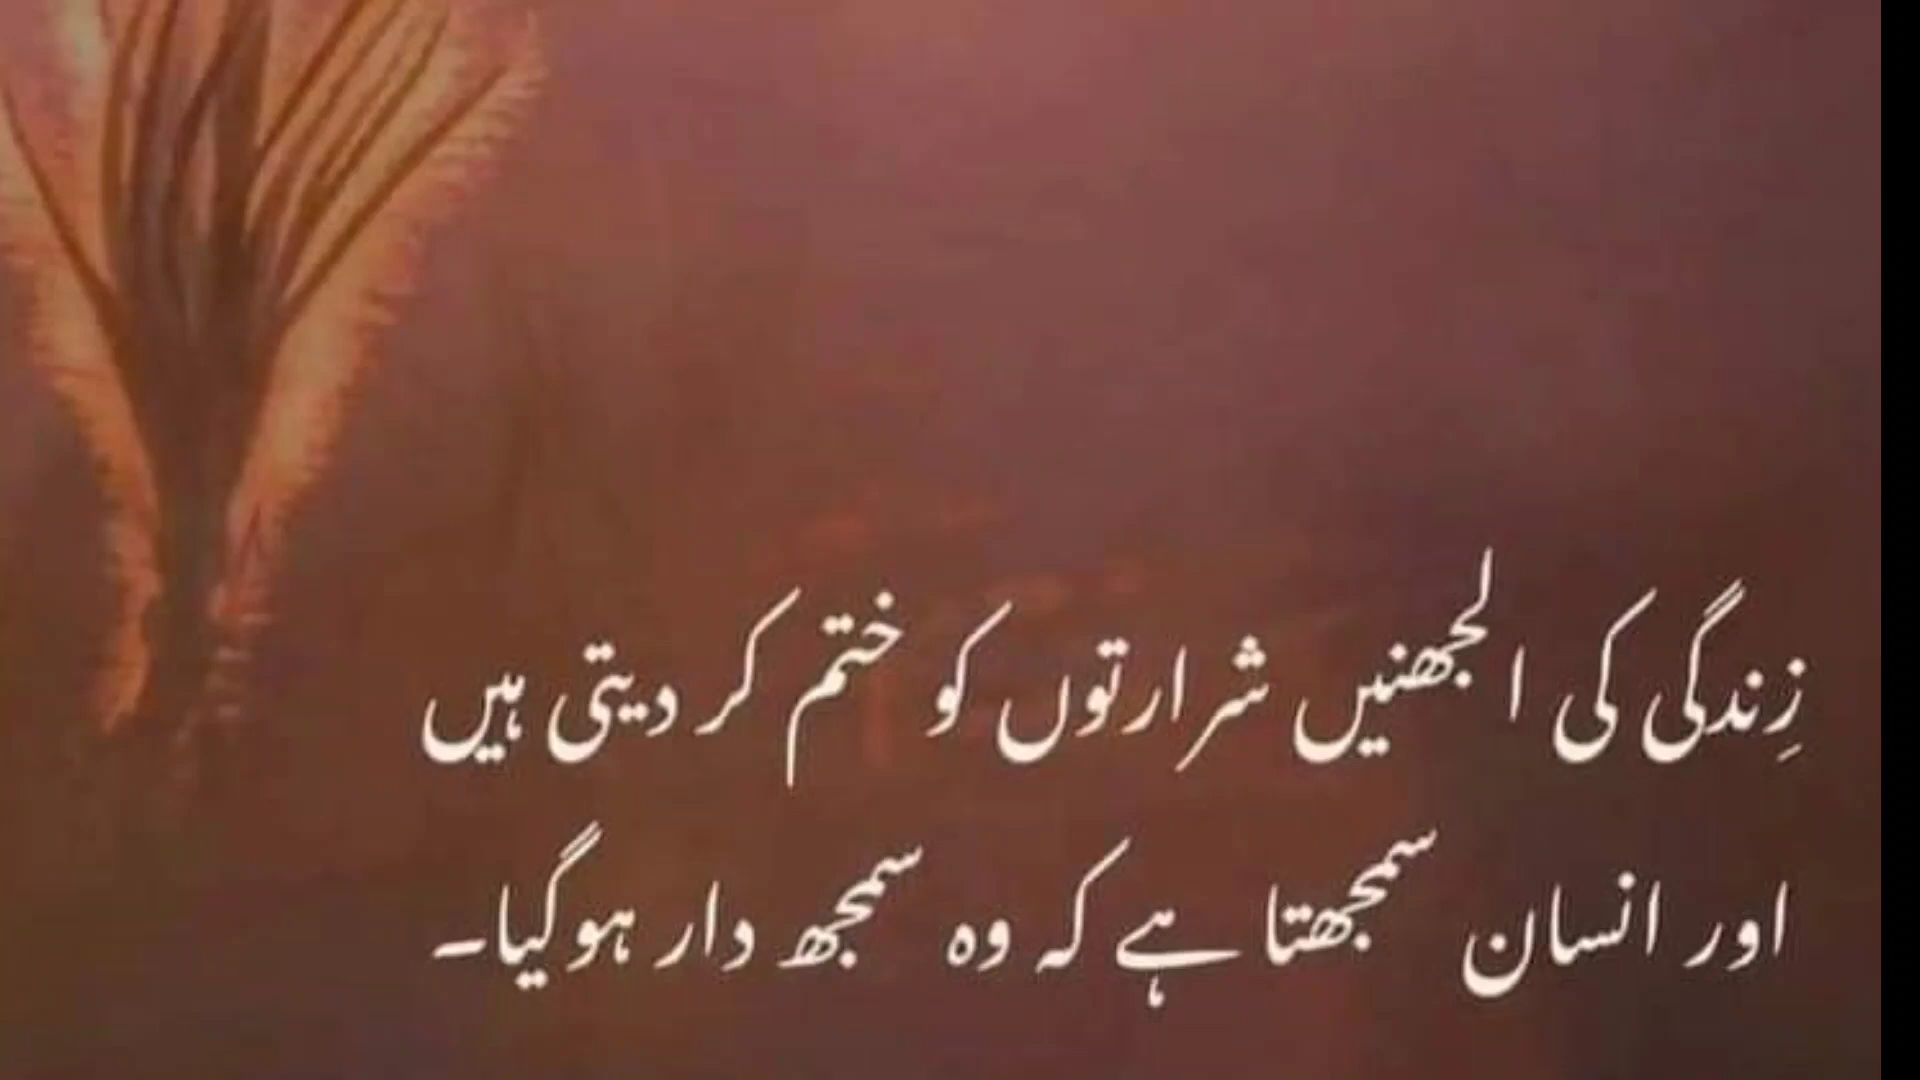 زِندگی کی الجھنیں شرارتوں کو ختم کر دیتی ہیں
اور انسان سمجھتا ہے کہ وہ سمجھ دار ہوگیا۔